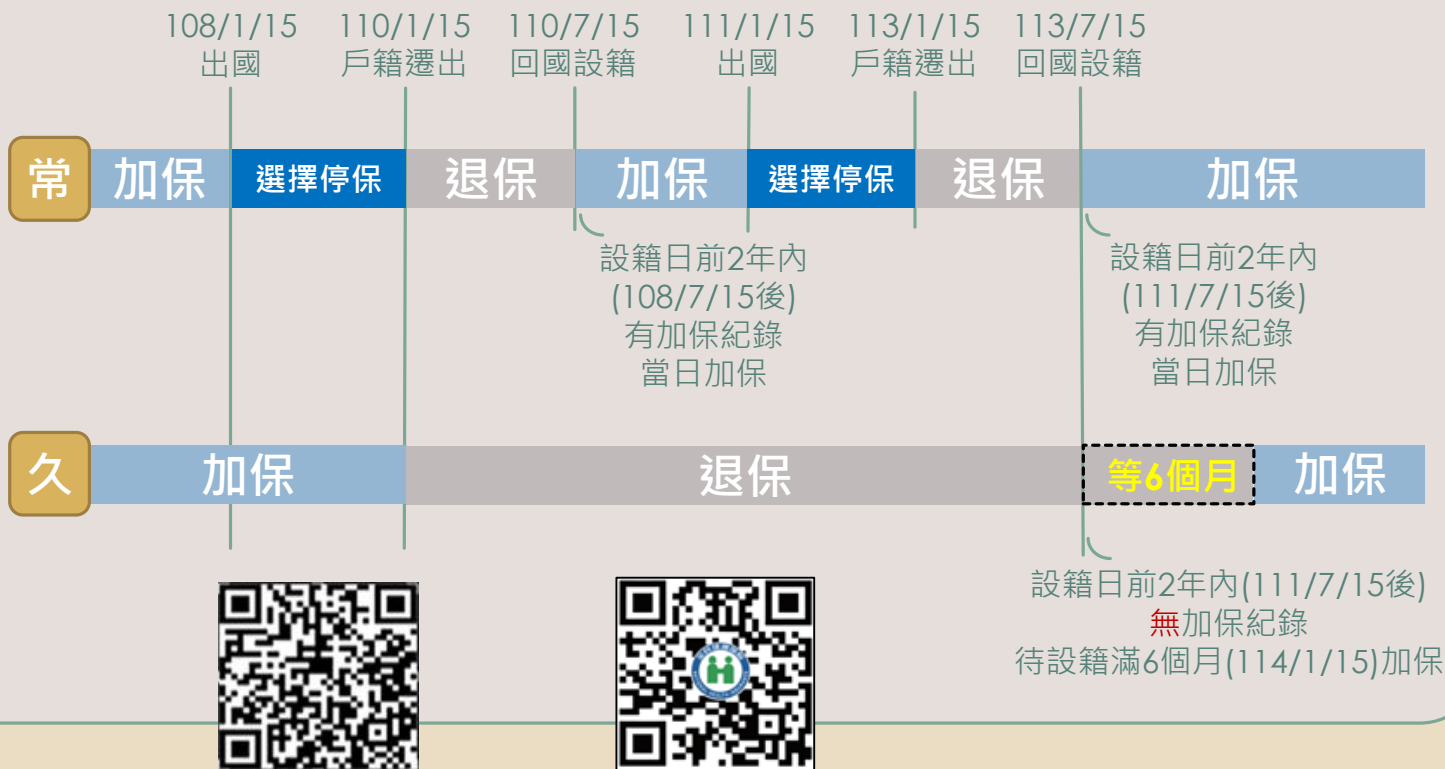 108/1/15 110/1/15 110/7/15 111/1/15 113/1/15 113/7/15
出國 戶籍遷出 回國設籍 出國 戶籍遷出 回國設籍
常 加保 選擇停保 退保 加保 選擇停保 退保 加保
設籍日前2年內
(108/7/15後)
有加保紀錄
當日加保
設籍日前2年內
(111/7/15後)
有加保紀錄
當日加保
久 加保 退保 等6個月 加保
設籍日前2年內(111/7/15後)
無加保紀錄
待設籍滿6個月(114/1/15)加保